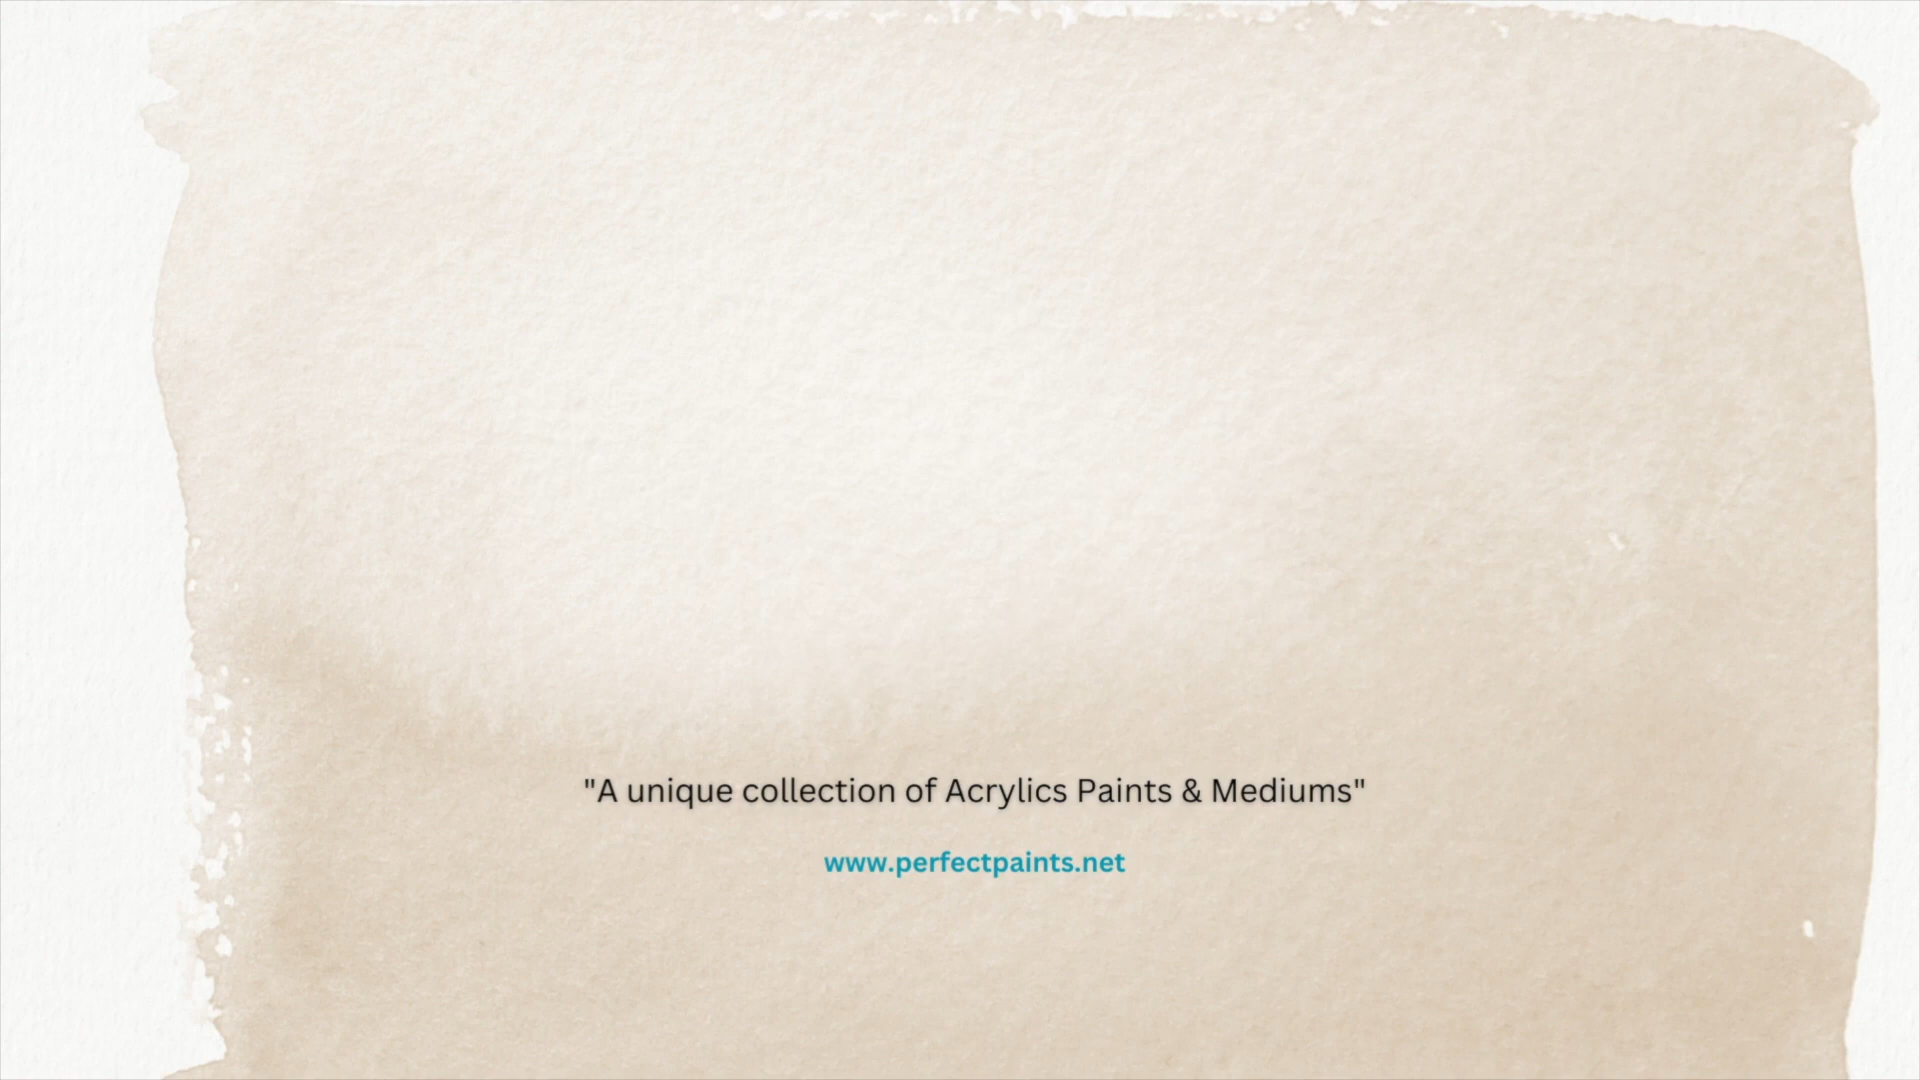 "A unique collection of Acrylics Paints & Mediums"
www.perfectpaints.net